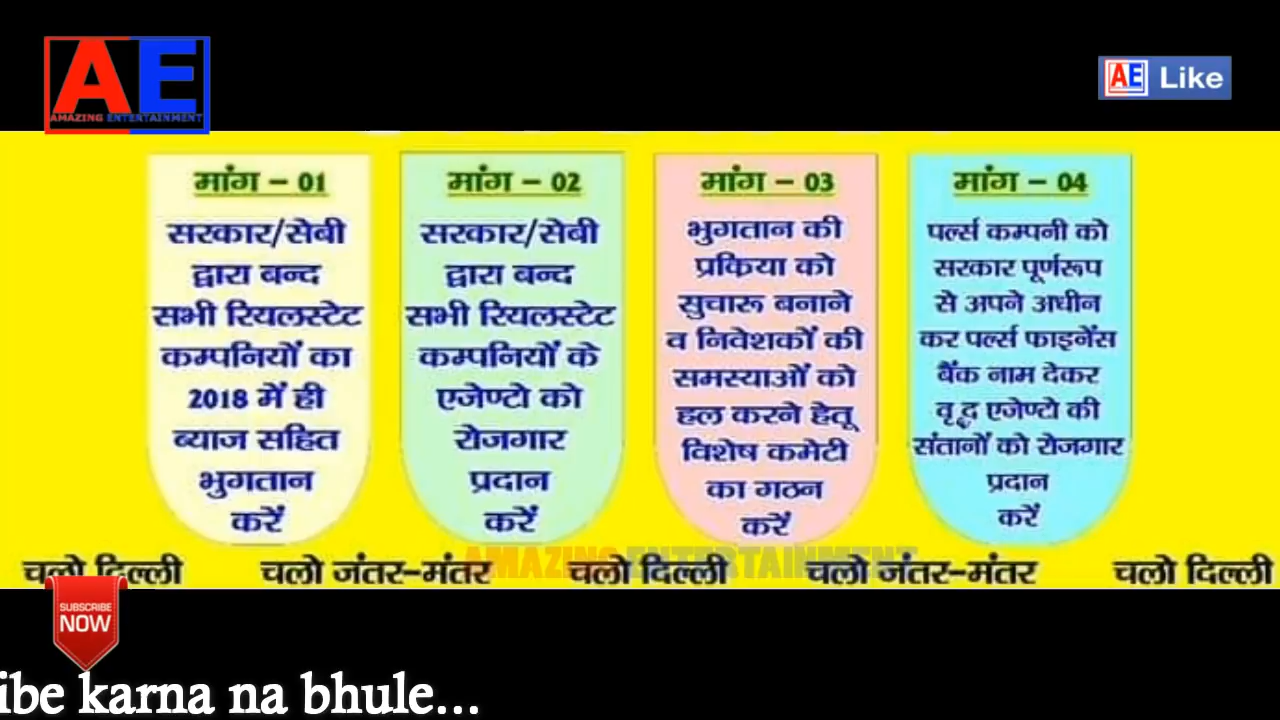 AE
AMAZING ENTERTAINMENT
AE Like
मांग – 01
सरकार/सेबी
द्वारा बन्द
सभी रियलस्टेट
कम्पनियों का
2018 में ही
ब्याज सहित
भुगतान
करें
मांग – 02
सरकार/सेबी
द्वारा बन्द
सभी रियलस्टेट
कम्पनियों के
एजेण्टो को
रोजगार
प्रदान
करें
मांग – 03
भुगतान की
प्रकिया को
सुचारू बनाने
व निवेशकों की
समस्याओं को
हल करने हेतू
विशेष कमेटी
का गठन
करें
मांग – 04
पर्ल्स कम्पनी को
सरकार पूर्णरूप
से अपने अधीन
कर पर्ल्स फाइनेंस
बैंक नाम देकर
वृद्ध एजेण्टो की
संतानों को रोजगार
प्रदान
करें
AMAZING ENTERTAINMENT
चलो दिल्ली चलो जंतर-मंतर चलो दिल्ली चलो जंतर-मंतर चलो दिल्ली
SUBSCRIBE
NOW
ibe karna na bhule...